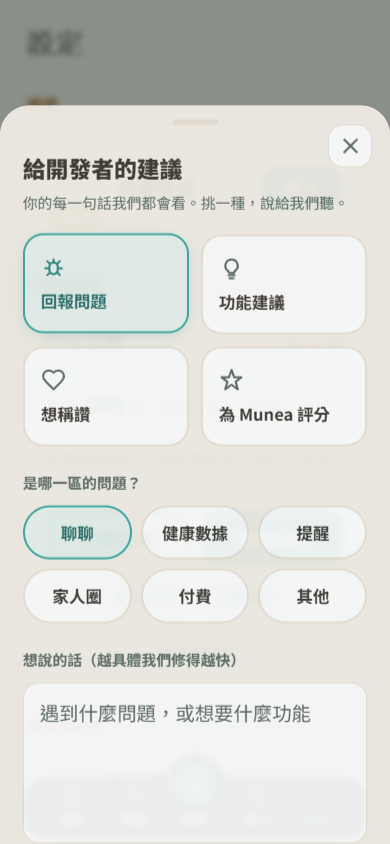 設定
給開發者的建議
你的每一句話我們都會看。挑一種，說給我們聽。
回報問題
功能建議
想稱讚
為 Munea 評分
是哪一區的問題？
聊聊
健康數據
提醒
家人圈
付費
其他
想說的話（越具體我們修得越快）
遇到什麼問題，或想要什麼功能